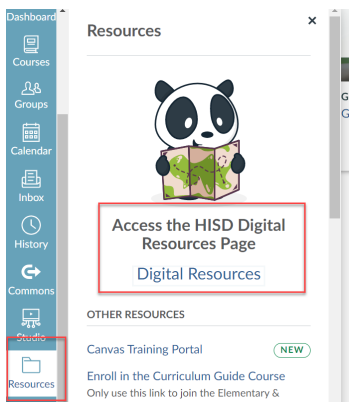 Dashboard
Courses
Groups
Calendar
Inbox
History
Commons
Studio
Resources
Resources
×
Access the HISD Digital
Resources Page
Digital Resources
OTHER RESOURCES
Canvas Training Portal NEW
Enroll in the Curriculum Guide Course
Only use this link to join the Elementary &
G
G